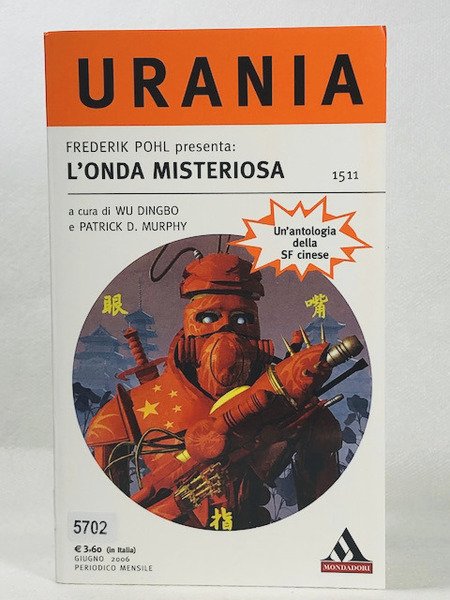 URANIA
FREDERIK POHL presenta:
L'ONDA MISTERIOSA
1511
a cura di WU DINGBO
e PATRICK D. MURPHY
Un'antologia
della
SF cinese
眼
嘴
指
5702
€ 3.60 (in Italia)
GIUGNO 2006
PERIODICO MENSILE
MONDADORI